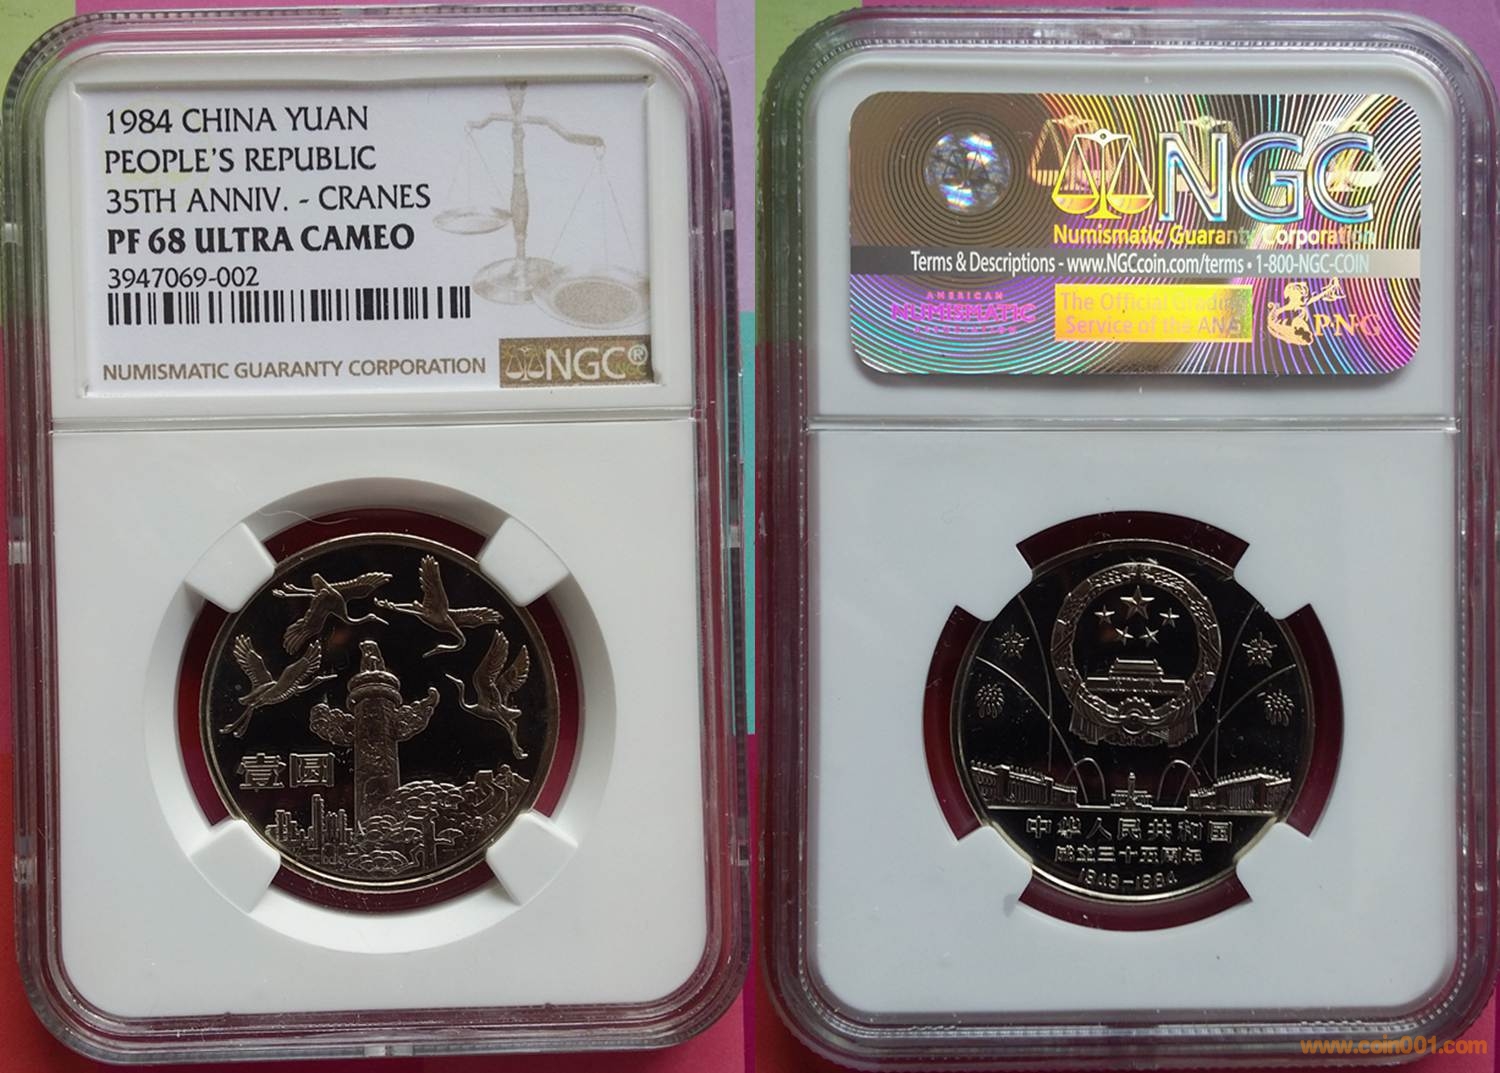 1984 CHINA YUAN
PEOPLE'S REPUBLIC
35TH ANNIV. - CRANES
PF 68 ULTRA CAMEO
3947069-002
NUMISMATIC GUARANTY CORPORATION
NGC®
壹圆
NGC
Numismatic Guaranty Corporation
Terms & Descriptions - www.NGCcoin.com/terms • 1-800-NGC-COIN
AMERICAN
NUMISMATIC
ASSOCIATION
The Official Grading
Service of the ANA
PNG
中华人民共和国
成立三十五周年
1949-1984
www.coin001.com